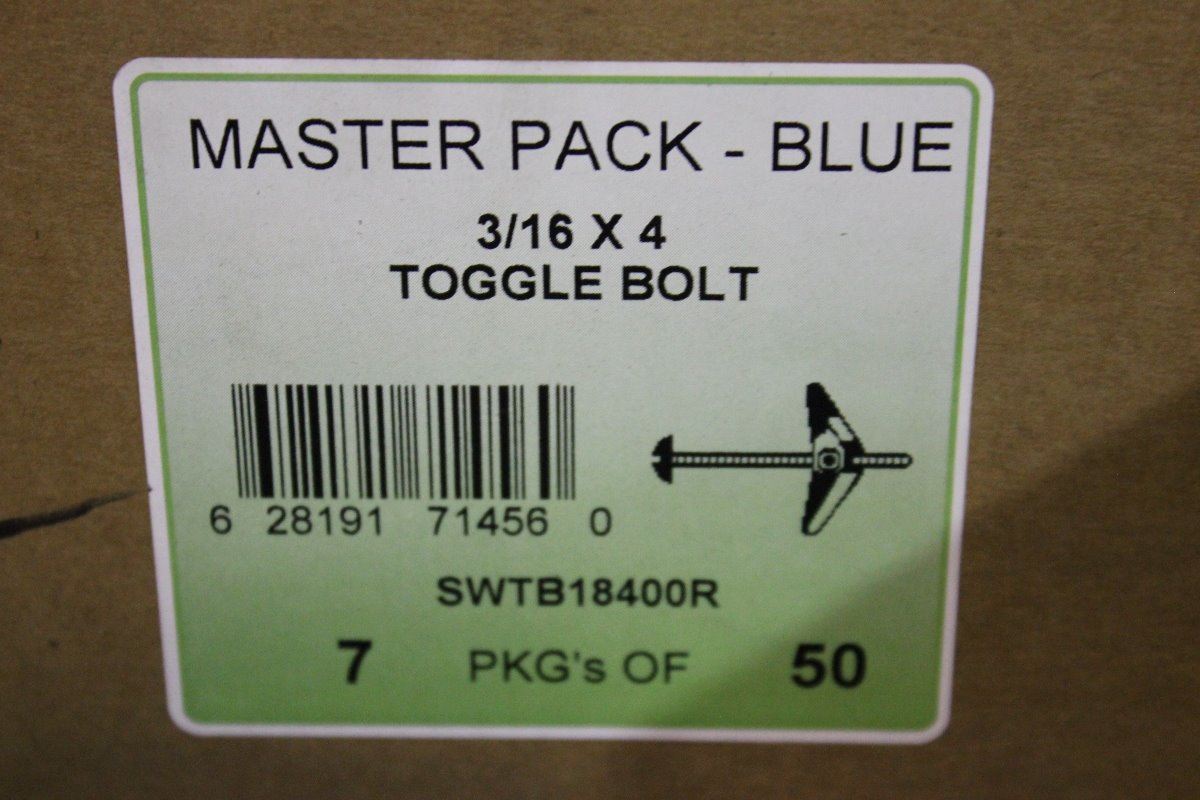 MASTER PACK - BLUE
3/16 X 4
TOGGLE BOLT
6 28191 71456 0
SWTB18400R
7 PKG's OF 50